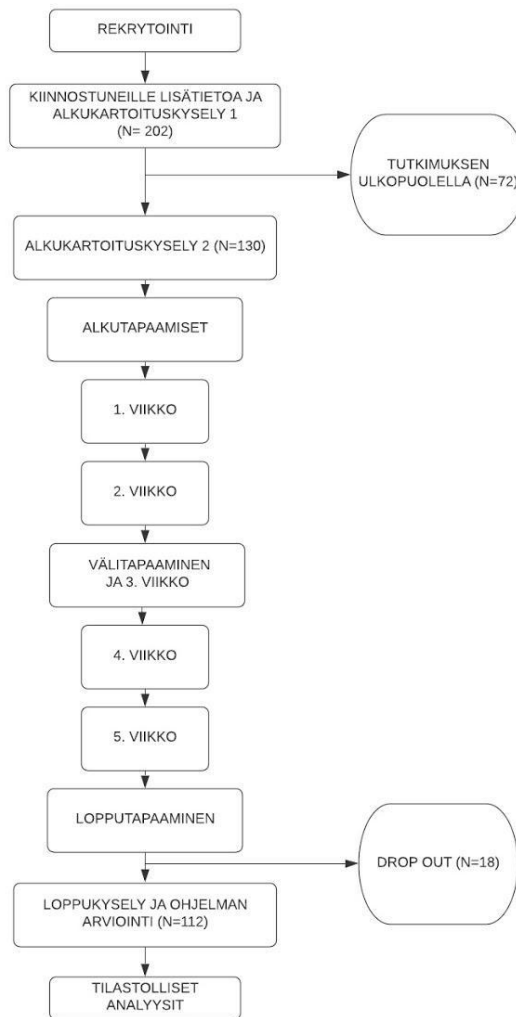 REKRYTOINTI
KIINNOSTUNEILLE LISÄTIETOA JA
ALKUKARTOITUSKYSELY 1
(N= 202)
TUTKIMUKSEN
ULKOPUOLELLA (N=72)
ALKUKARTOITUSKYSELY 2 (N=130)
ALKUTAPAAMISET
1. VIIKKO
2. VIIKKO
VÄLITAPAAMINEN
JA 3. VIIKKO
4. VIIKKO
5. VIIKKO
LOPPUTAPAAMINEN
DROP OUT (N=18)
LOPPUKYSELY JA OHJELMAN
ARVIOINTI (N=112)
TILASTOLLISET
ANALYYSIT